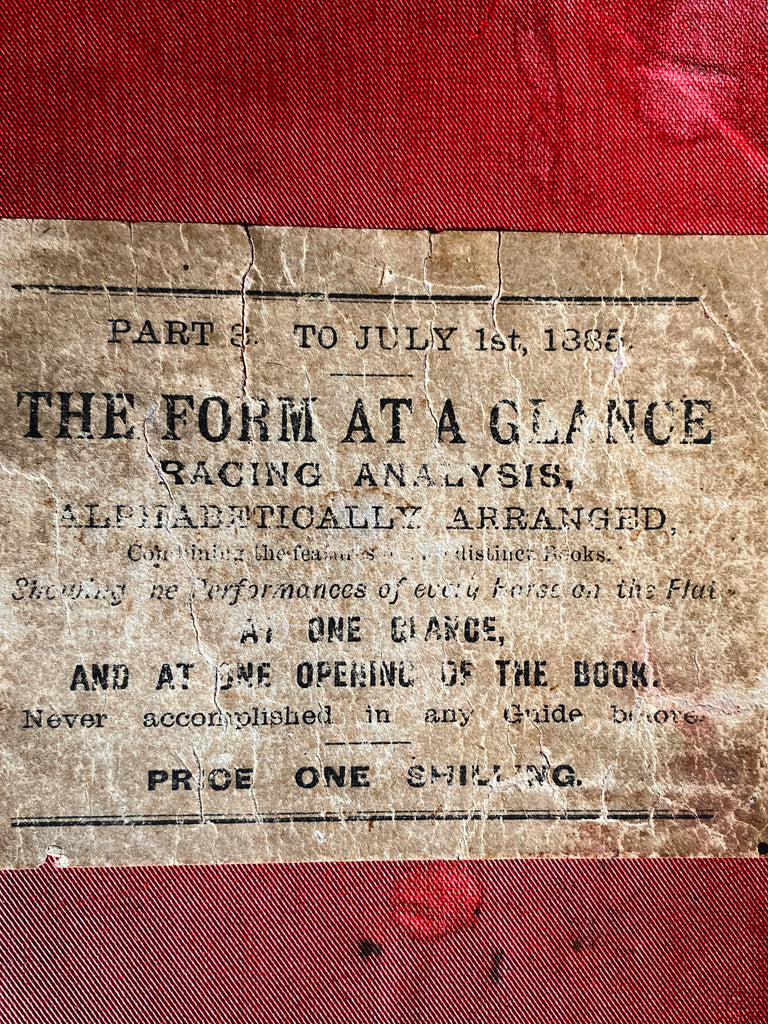 PART 3. TO JULY 1st, 1885.
THE FORM AT A GLANCE
RACING ANALYSIS,
ALPHABETICALLY ARRANGED,
Combining the features distinct Books.
Showing the Performances of every Horse on the Flat
AT ONE GLANCE,
AND AT ONE OPENING OF THE BOOK.
Never accomplished in any Guide before.
PRICE ONE SHILLING.